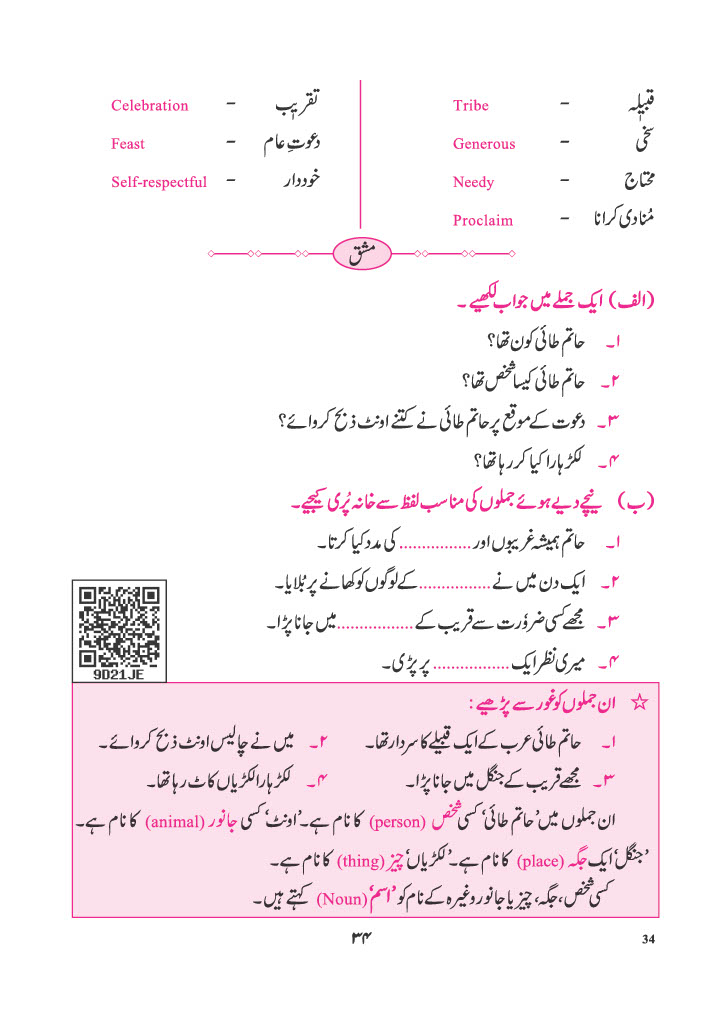 قبیلہ - Tribe
سخی - Generous
محتاج - Needy
مُنادی کرانا - Proclaim
تقریب - Celebration
دعوتِ عام - Feast
خوددار - Self-respectful
مشق
(الف) ایک جملے میں جواب لکھیے۔
۱۔ حاتم طائی کون تھا؟
۲۔ حاتم طائی کیسا شخص تھا؟
۳۔ دعوت کے موقع پر حاتم طائی نے کتنے اونٹ ذبح کروائے؟
۴۔ لکڑہارا کیا کررہا تھا؟
(ب) نیچے دیے ہوئے جملوں کی مناسب لفظ سے خانہ پُری کیجیے۔
۱۔ حاتم ہمیشہ غریبوں اور ................ کی مدد کیا کرتا۔
۲۔ ایک دن میں نے ................ کے لوگوں کو کھانے پر بُلایا۔
۳۔ مجھے کسی ضرورت سے قریب کے ................. میں جانا پڑا۔
۴۔ میری نظر ایک ................. پر پڑی۔
9D21JE
☆ ان جملوں کو غور سے پڑھیے :
۱۔ حاتم طائی عرب کے ایک قبیلے کا سردار تھا۔ ۲۔ میں نے چالیس اونٹ ذبح کروائے۔
۳۔ مجھے قریب کے جنگل میں جانا پڑا۔ ۴۔ لکڑہارا لکڑیاں کاٹ رہا تھا۔
ان جملوں میں ’حاتم طائی‘ کسی شخص (person) کا نام ہے۔ ’اونٹ‘ کسی جانور (animal) کا نام ہے۔
’جنگل‘ ایک جگہ (place) کا نام ہے۔ ’لکڑیاں‘ چیز (thing) کا نام ہے۔
کسی شخص، جگہ، چیز یا جانور وغیرہ کے نام کو ’اسم‘ (Noun) کہتے ہیں۔
۳۴
34